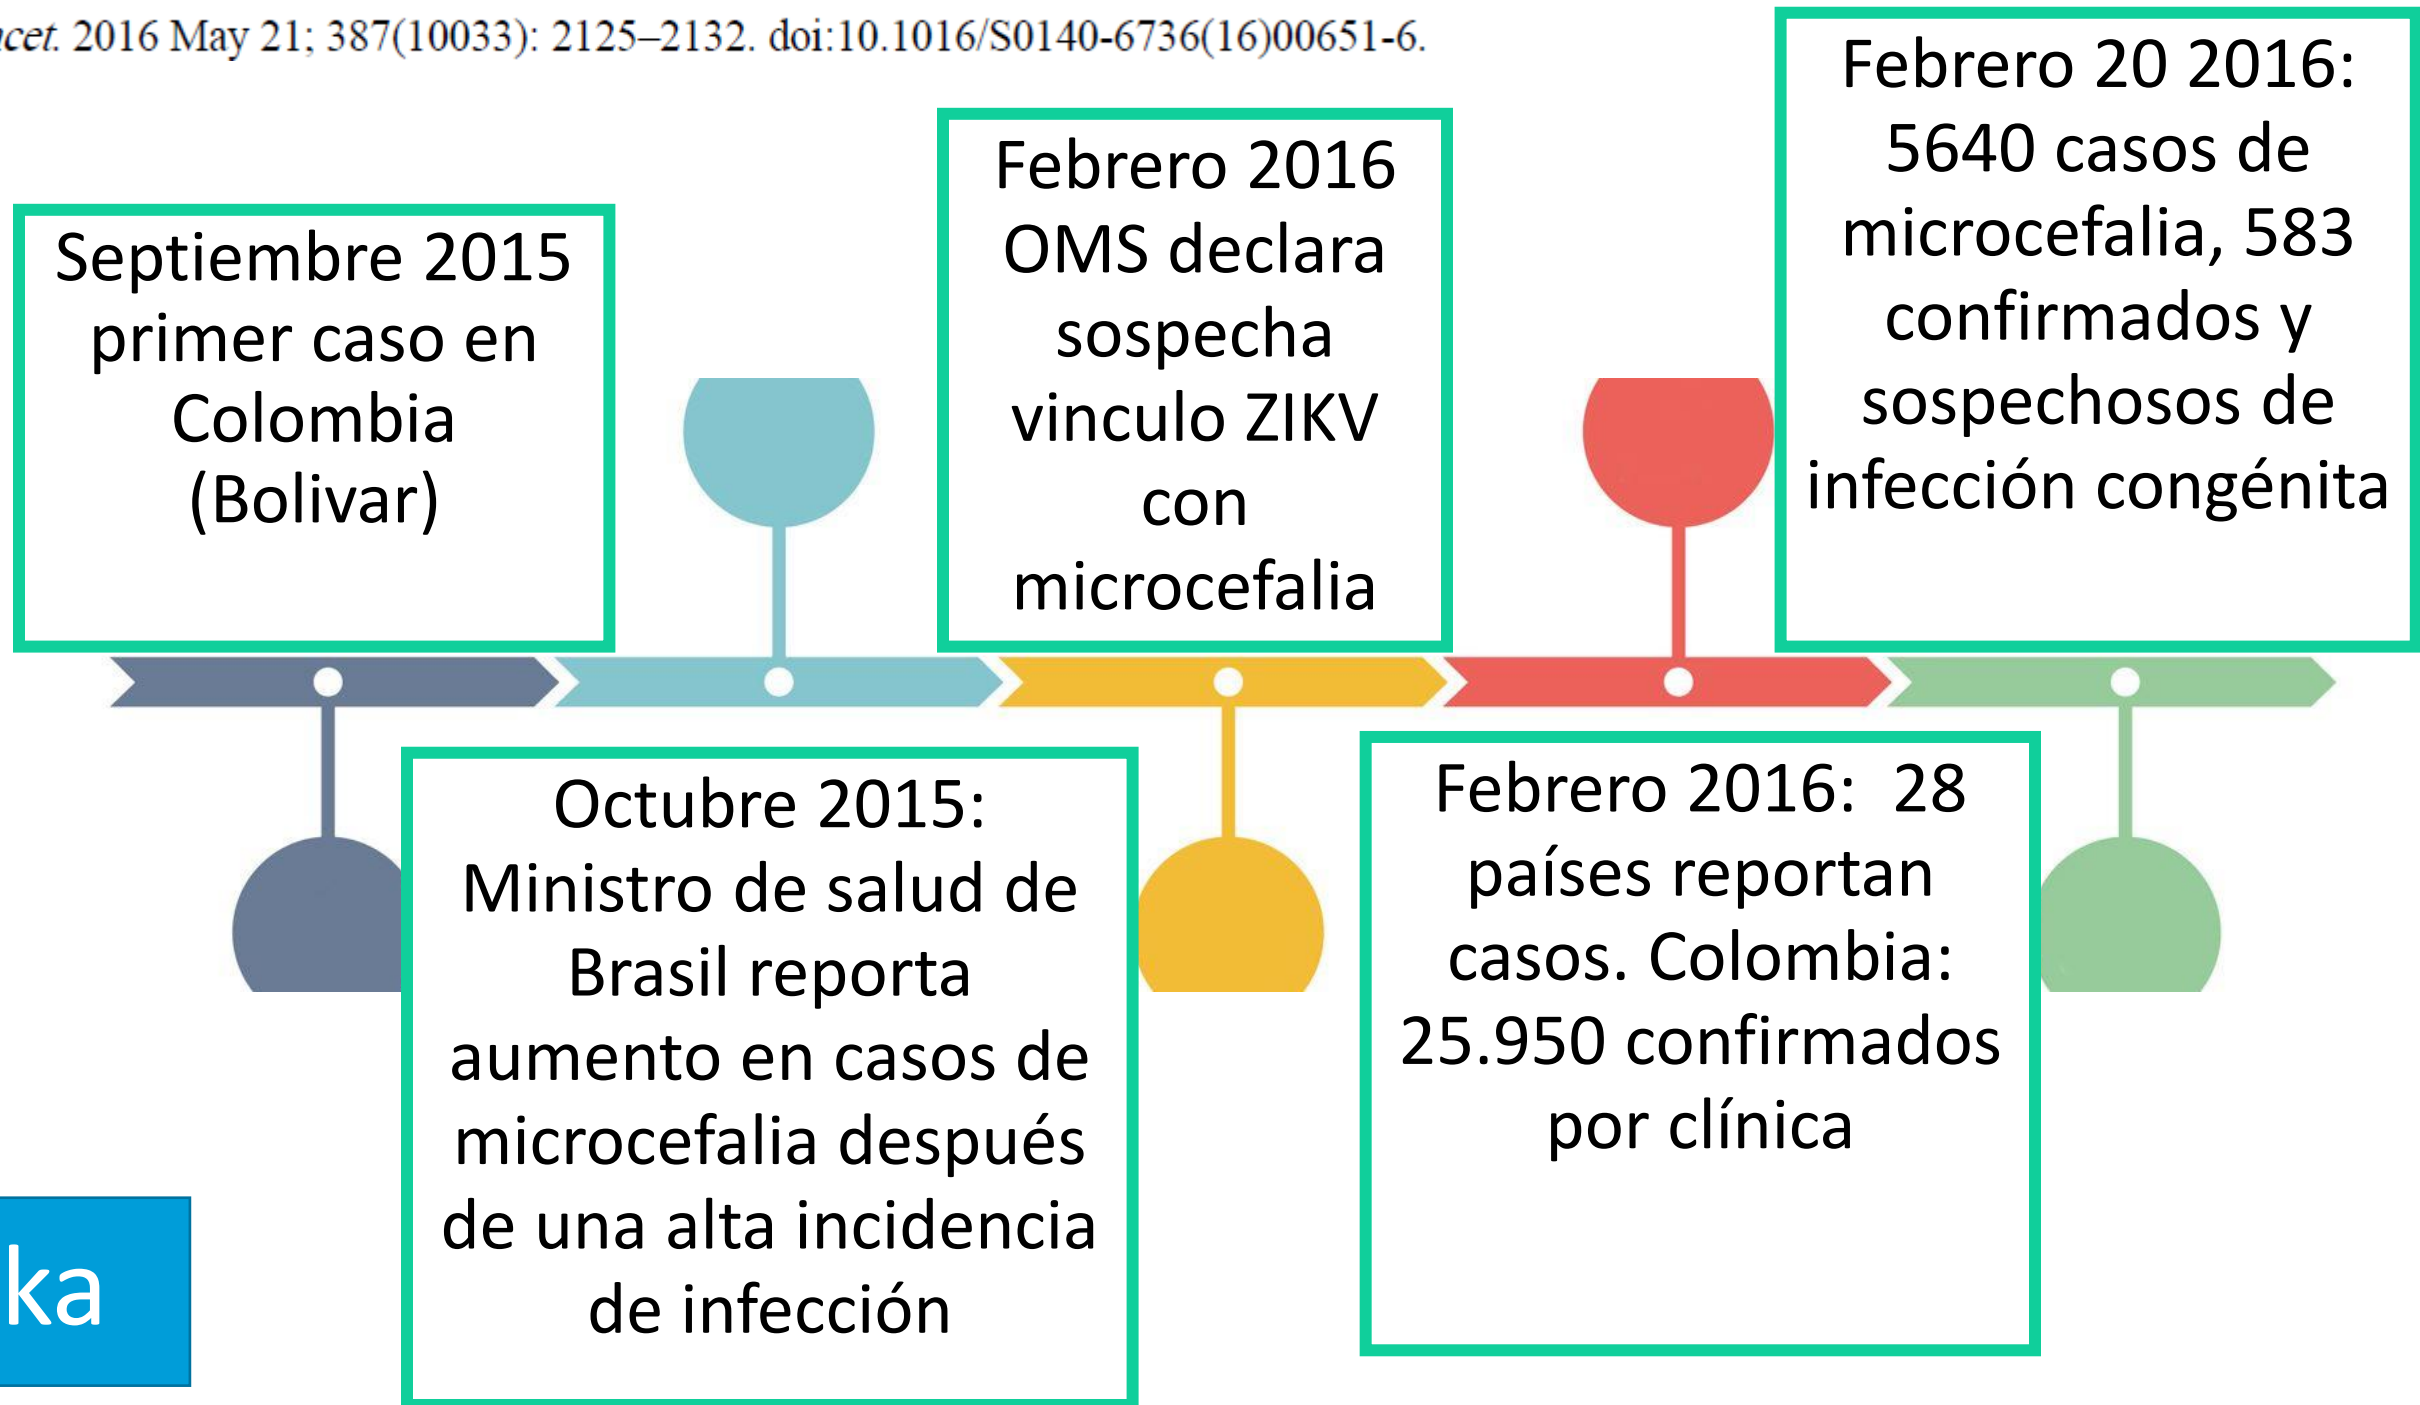 cet. 2016 May 21; 387(10033): 2125–2132. doi:10.1016/S0140-6736(16)00651-6.
Septiembre 2015
primer caso en
Colombia
(Bolivar)
Octubre 2015:
Ministro de salud de
Brasil reporta
aumento en casos de
microcefalia después
de una alta incidencia
de infección
Febrero 2016
OMS declara
sospecha
vinculo ZIKV
con
microcefalia
Febrero 2016:  28
países reportan
casos. Colombia:
25.950 confirmados
por clínica
Febrero 20 2016:
5640 casos de
microcefalia, 583
confirmados y
sospechosos de
infección congénita
ka